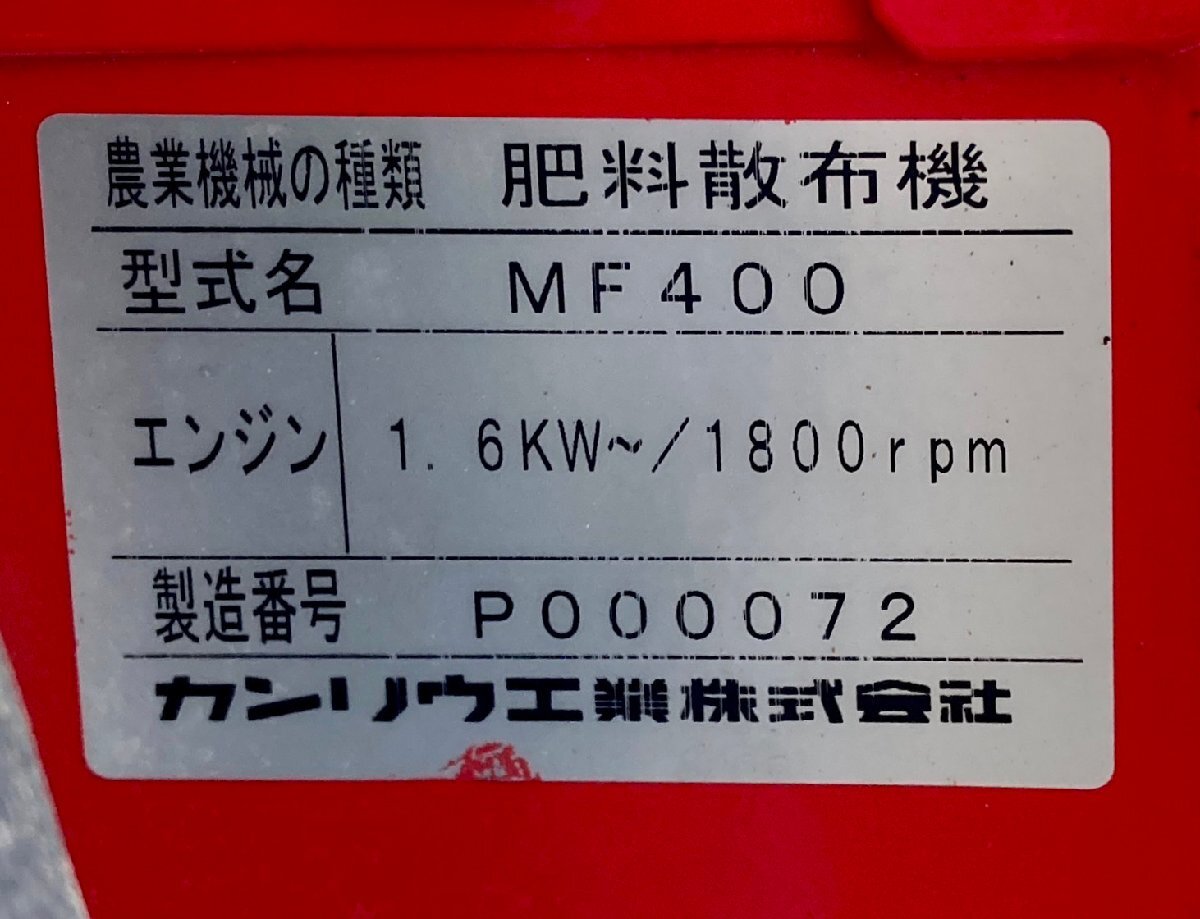 農業機械の種類 肥料散布機
型式名 MF400
エンジン 1.6KW~/1800rpm
製造番号 P000072
カンリウ工業株式会社